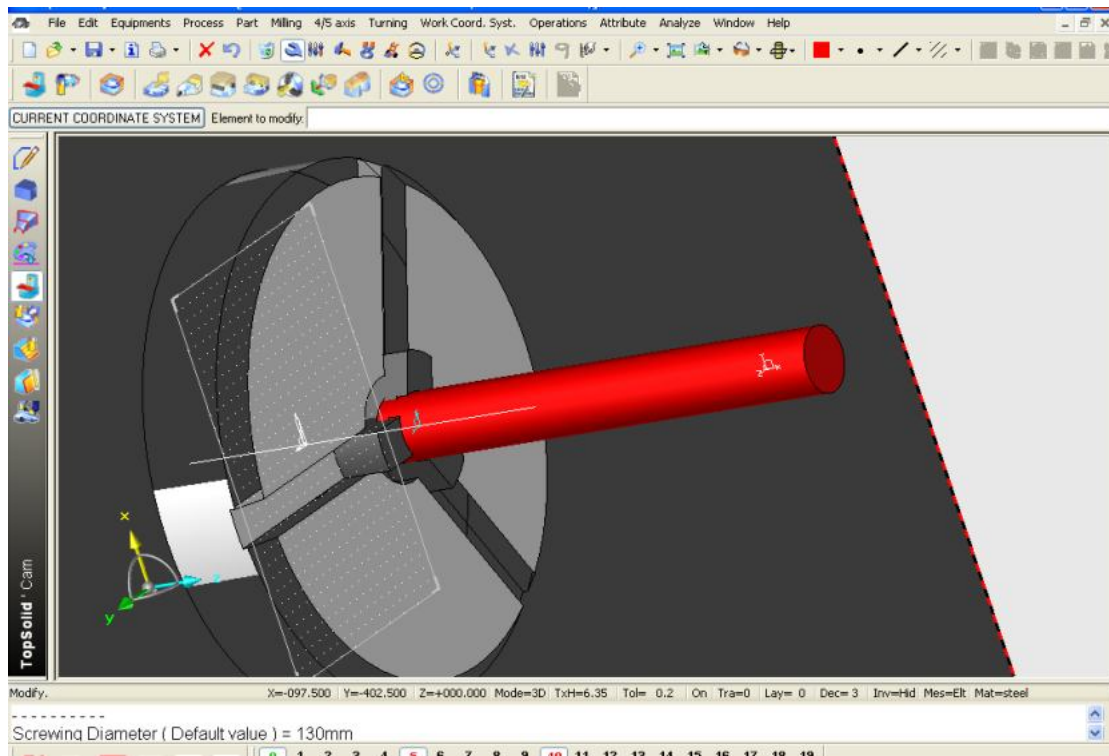 File Edit Equipments Process Part Milling 4/5 axis Turning Work Coord. Syst. Operations Attribute Analyze Window Help
CURRENT COORDINATE SYSTEM Element to modify:
x
z
y
TopSolid'Cam
Modify. X=-097.500 Y=-402.500 Z=+000.000 Mode=3D TxH=6.35 Tol= 0.2 On Tra=0 Lay= 0 Dec= 3 Inv=Hid Mes=Elt Mat=steel
----------
Screwing Diameter ( Default value ) = 130mm
0 1 2 3 4 5 6 7 8 9 10 11 12 13 14 15 16 17 18 19